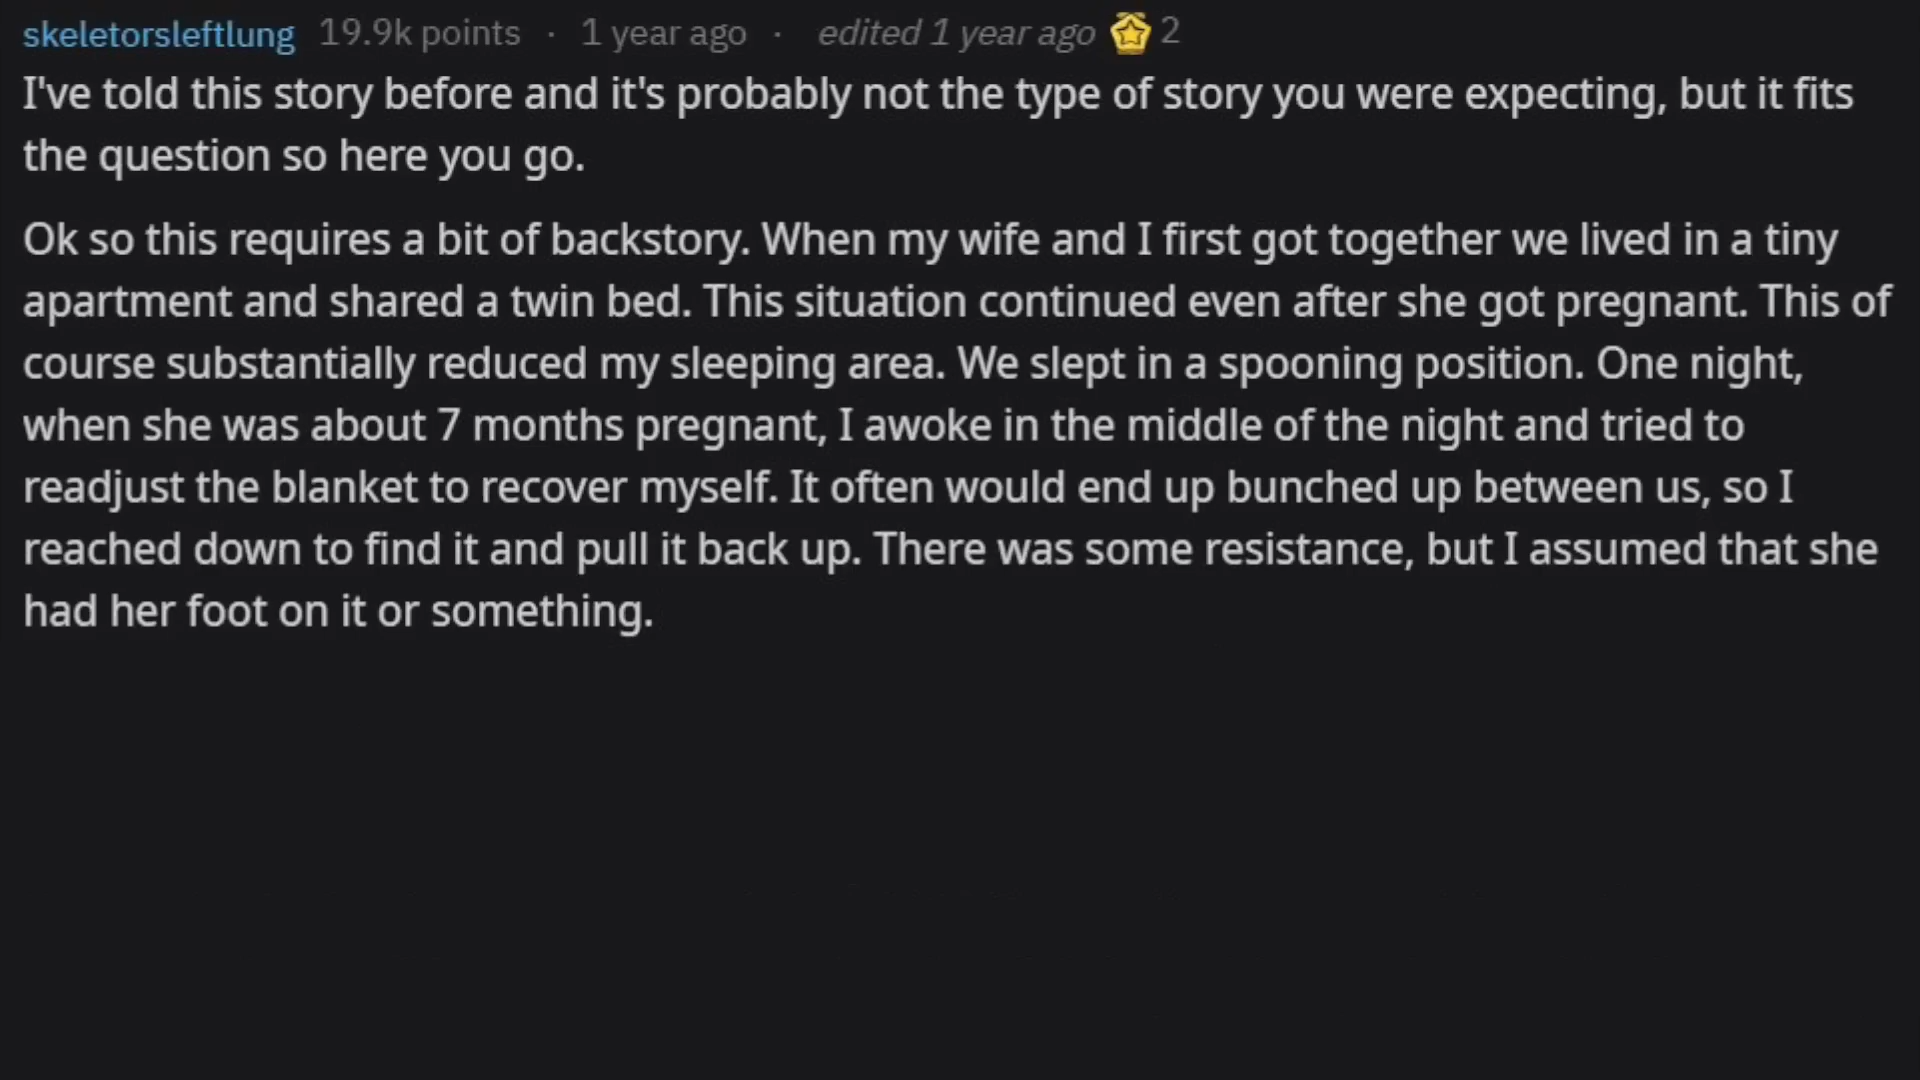 skeletorsleftlung 19.9k points · 1 year ago · edited 1 year ago 2
I've told this story before and it's probably not the type of story you were expecting, but it fits
the question so here you go.
Ok so this requires a bit of backstory. When my wife and I first got together we lived in a tiny
apartment and shared a twin bed. This situation continued even after she got pregnant. This of
course substantially reduced my sleeping area. We slept in a spooning position. One night,
when she was about 7 months pregnant, I awoke in the middle of the night and tried to
readjust the blanket to recover myself. It often would end up bunched up between us, so I
reached down to find it and pull it back up. There was some resistance, but I assumed that she
had her foot on it or something.